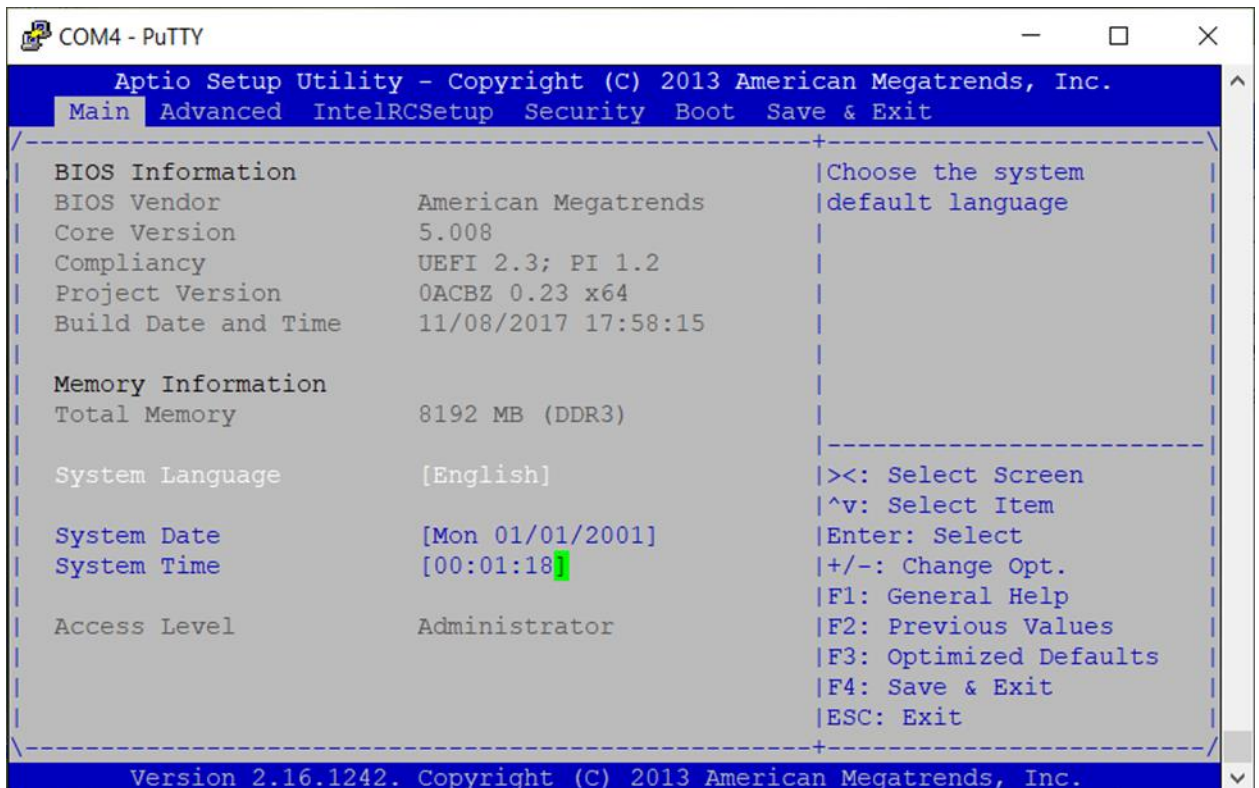 COM4 - PuTTY
Aptio Setup Utility - Copyright (C) 2013 American Megatrends, Inc.
Main Advanced IntelRCSetup Security Boot Save & Exit
/----------------------------------------------------+--------------------------\
| BIOS Information |Choose the system |
| BIOS Vendor American Megatrends |default language |
| Core Version 5.008 | |
| Compliancy UEFI 2.3; PI 1.2 | |
| Project Version 0ACBZ 0.23 x64 | |
| Build Date and Time 11/08/2017 17:58:15 | |
| | |
| Memory Information | |
| Total Memory 8192 MB (DDR3) | |
| |--------------------------|
| System Language [English] |><: Select Screen |
| |^v: Select Item |
| System Date [Mon 01/01/2001] |Enter: Select |
| System Time [00:01:18] |+/-: Change Opt. |
| |F1: General Help |
| Access Level Administrator |F2: Previous Values |
| |F3: Optimized Defaults |
| |F4: Save & Exit |
| |ESC: Exit |
\----------------------------------------------------+--------------------------/
Version 2.16.1242. Copyright (C) 2013 American Megatrends, Inc.